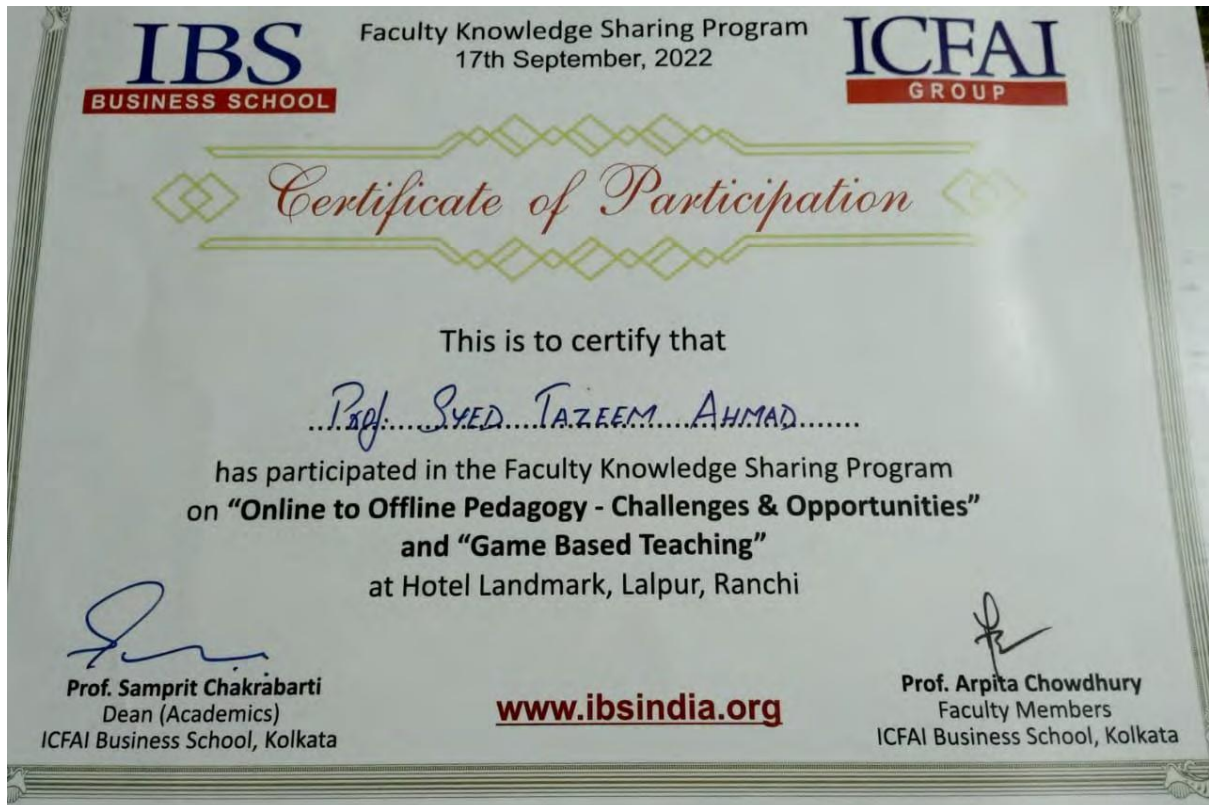 IBS
BUSINESS SCHOOL
Faculty Knowledge Sharing Program
17th September, 2022
ICFAI
GROUP
Certificate of Participation
This is to certify that
Prof. SYED TAZEEM AHMAD
has participated in the Faculty Knowledge Sharing Program
on “Online to Offline Pedagogy - Challenges & Opportunities”
and “Game Based Teaching”
at Hotel Landmark, Lalpur, Ranchi
Prof. Samprit Chakrabarti
Dean (Academics)
ICFAI Business School, Kolkata
www.ibsindia.org
Prof. Arpita Chowdhury
Faculty Members
ICFAI Business School, Kolkata